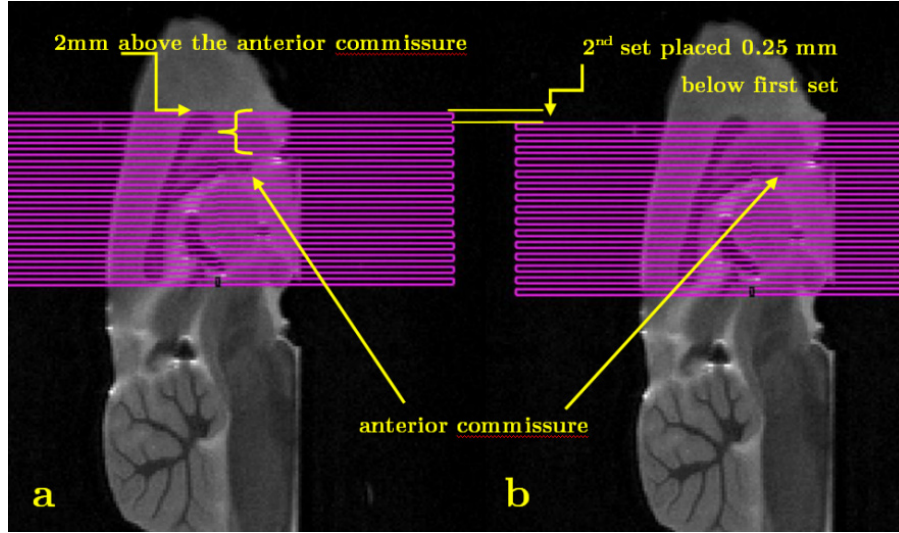 2mm above the anterior commissure
2nd set placed 0.25 mm
below first set
anterior commissure
a
b